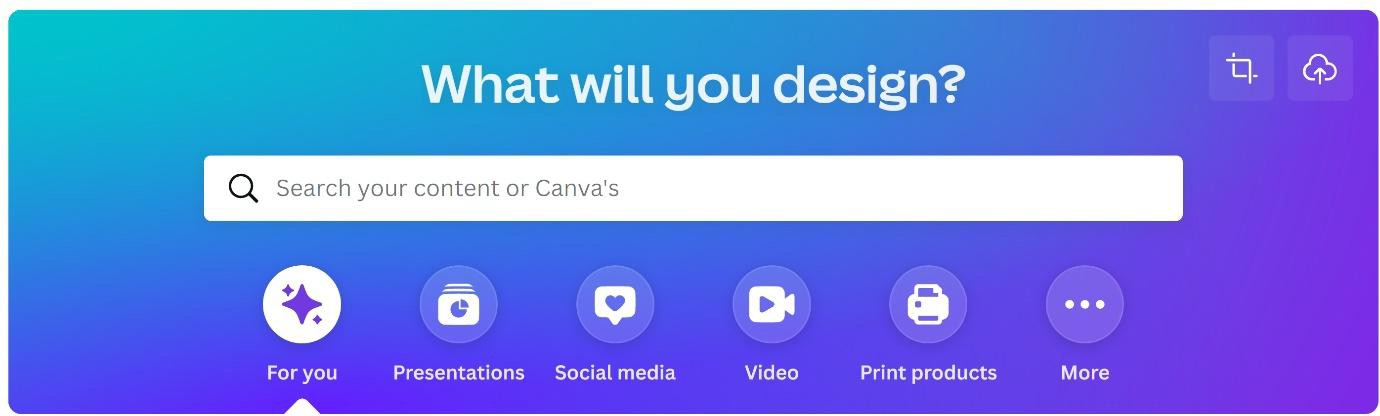 What will you design?
Search your content or Canva's
For you
Presentations
Social media
Video
Print products
More